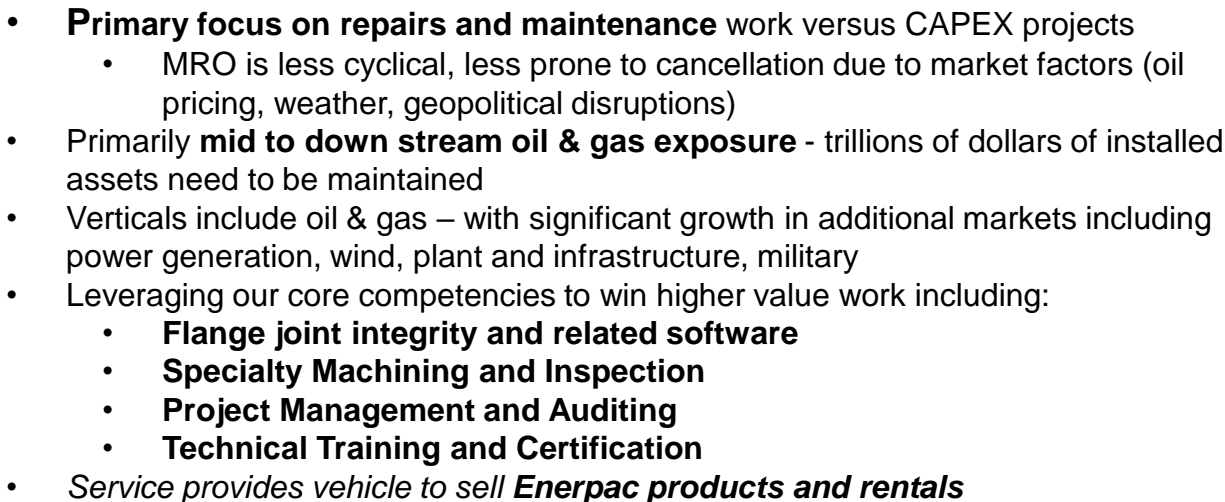 • Primary focus on repairs and maintenance work versus CAPEX projects
• MRO is less cyclical, less prone to cancellation due to market factors (oil
pricing, weather, geopolitical disruptions)
• Primarily mid to down stream oil & gas exposure - trillions of dollars of installed
assets need to be maintained
• Verticals include oil & gas – with significant growth in additional markets including
power generation, wind, plant and infrastructure, military
• Leveraging our core competencies to win higher value work including:
• Flange joint integrity and related software
• Specialty Machining and Inspection
• Project Management and Auditing
• Technical Training and Certification
• Service provides vehicle to sell Enerpac products and rentals